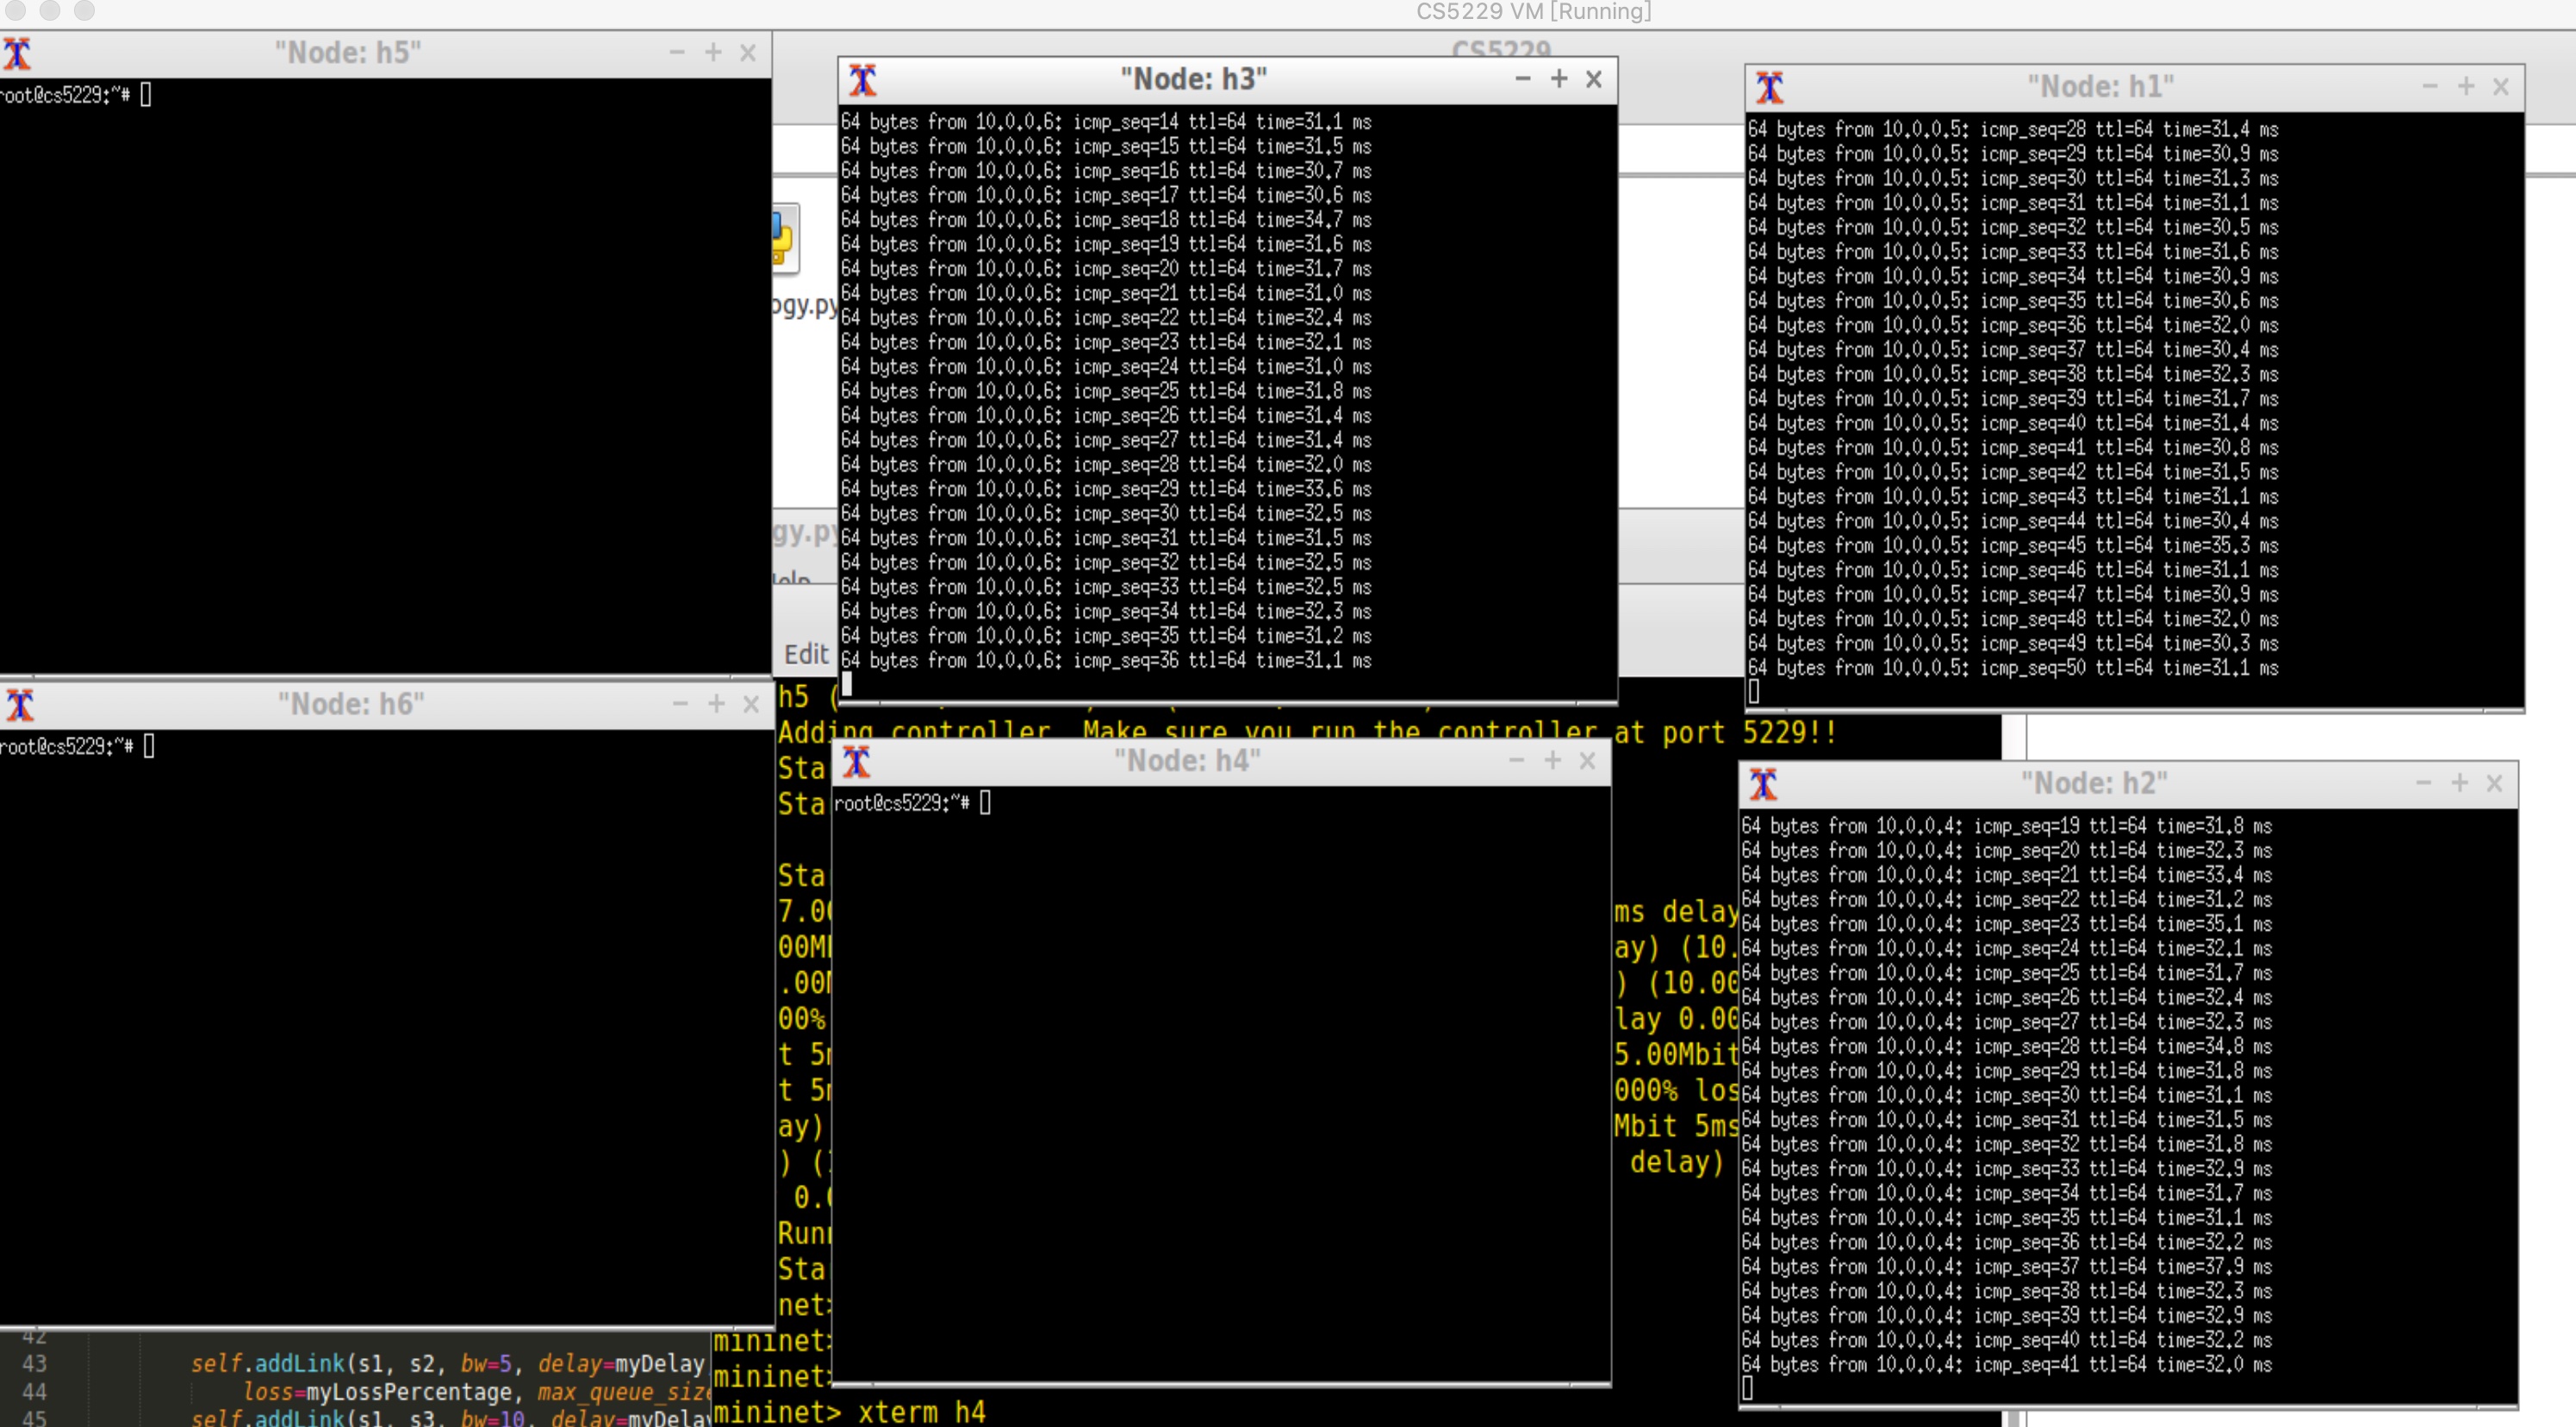 CS5229 VM [Running]
"Node: h5"
root@cs5229:~#
CS5229
ogy.py
gy.py
Help
Edit
"Node: h3"
64 bytes from 10.0.0.6: icmp_seq=14 ttl=64 time=31.1 ms
64 bytes from 10.0.0.6: icmp_seq=15 ttl=64 time=31.5 ms
64 bytes from 10.0.0.6: icmp_seq=16 ttl=64 time=30.7 ms
64 bytes from 10.0.0.6: icmp_seq=17 ttl=64 time=30.6 ms
64 bytes from 10.0.0.6: icmp_seq=18 ttl=64 time=34.7 ms
64 bytes from 10.0.0.6: icmp_seq=19 ttl=64 time=31.6 ms
64 bytes from 10.0.0.6: icmp_seq=20 ttl=64 time=31.7 ms
64 bytes from 10.0.0.6: icmp_seq=21 ttl=64 time=31.0 ms
64 bytes from 10.0.0.6: icmp_seq=22 ttl=64 time=32.4 ms
64 bytes from 10.0.0.6: icmp_seq=23 ttl=64 time=32.1 ms
64 bytes from 10.0.0.6: icmp_seq=24 ttl=64 time=31.0 ms
64 bytes from 10.0.0.6: icmp_seq=25 ttl=64 time=31.8 ms
64 bytes from 10.0.0.6: icmp_seq=26 ttl=64 time=31.4 ms
64 bytes from 10.0.0.6: icmp_seq=27 ttl=64 time=31.4 ms
64 bytes from 10.0.0.6: icmp_seq=28 ttl=64 time=32.0 ms
64 bytes from 10.0.0.6: icmp_seq=29 ttl=64 time=33.6 ms
64 bytes from 10.0.0.6: icmp_seq=30 ttl=64 time=32.5 ms
64 bytes from 10.0.0.6: icmp_seq=31 ttl=64 time=31.5 ms
64 bytes from 10.0.0.6: icmp_seq=32 ttl=64 time=32.5 ms
64 bytes from 10.0.0.6: icmp_seq=33 ttl=64 time=32.5 ms
64 bytes from 10.0.0.6: icmp_seq=34 ttl=64 time=32.3 ms
64 bytes from 10.0.0.6: icmp_seq=35 ttl=64 time=31.2 ms
64 bytes from 10.0.0.6: icmp_seq=36 ttl=64 time=31.1 ms
"Node: h1"
64 bytes from 10.0.0.5: icmp_seq=28 ttl=64 time=31.4 ms
64 bytes from 10.0.0.5: icmp_seq=29 ttl=64 time=30.9 ms
64 bytes from 10.0.0.5: icmp_seq=30 ttl=64 time=31.3 ms
64 bytes from 10.0.0.5: icmp_seq=31 ttl=64 time=31.1 ms
64 bytes from 10.0.0.5: icmp_seq=32 ttl=64 time=30.5 ms
64 bytes from 10.0.0.5: icmp_seq=33 ttl=64 time=31.6 ms
64 bytes from 10.0.0.5: icmp_seq=34 ttl=64 time=30.9 ms
64 bytes from 10.0.0.5: icmp_seq=35 ttl=64 time=30.6 ms
64 bytes from 10.0.0.5: icmp_seq=36 ttl=64 time=32.0 ms
64 bytes from 10.0.0.5: icmp_seq=37 ttl=64 time=30.4 ms
64 bytes from 10.0.0.5: icmp_seq=38 ttl=64 time=32.3 ms
64 bytes from 10.0.0.5: icmp_seq=39 ttl=64 time=31.7 ms
64 bytes from 10.0.0.5: icmp_seq=40 ttl=64 time=31.4 ms
64 bytes from 10.0.0.5: icmp_seq=41 ttl=64 time=30.8 ms
64 bytes from 10.0.0.5: icmp_seq=42 ttl=64 time=31.5 ms
64 bytes from 10.0.0.5: icmp_seq=43 ttl=64 time=31.1 ms
64 bytes from 10.0.0.5: icmp_seq=44 ttl=64 time=30.4 ms
64 bytes from 10.0.0.5: icmp_seq=45 ttl=64 time=35.3 ms
64 bytes from 10.0.0.5: icmp_seq=46 ttl=64 time=31.1 ms
64 bytes from 10.0.0.5: icmp_seq=47 ttl=64 time=30.9 ms
64 bytes from 10.0.0.5: icmp_seq=48 ttl=64 time=32.0 ms
64 bytes from 10.0.0.5: icmp_seq=49 ttl=64 time=30.3 ms
64 bytes from 10.0.0.5: icmp_seq=50 ttl=64 time=31.1 ms
"Node: h6"
root@cs5229:~#
h5 (
Adding controller. Make sure you run the controller at port 5229!!
Sta
Sta
Sta
7.00 ms delay
00Mb ay) (10.
.00M ) (10.00
00% lay 0.00
t 5m 5.00Mbit
t 5m 000% los
ay) Mbit 5ms
) ( delay)
0.0
Runn
Sta
net>
mininet>
mininet>
mininet> xterm h4
"Node: h4"
root@cs5229:~#
"Node: h2"
64 bytes from 10.0.0.4: icmp_seq=19 ttl=64 time=31.8 ms
64 bytes from 10.0.0.4: icmp_seq=20 ttl=64 time=32.3 ms
64 bytes from 10.0.0.4: icmp_seq=21 ttl=64 time=33.4 ms
64 bytes from 10.0.0.4: icmp_seq=22 ttl=64 time=31.2 ms
64 bytes from 10.0.0.4: icmp_seq=23 ttl=64 time=35.1 ms
64 bytes from 10.0.0.4: icmp_seq=24 ttl=64 time=32.1 ms
64 bytes from 10.0.0.4: icmp_seq=25 ttl=64 time=31.7 ms
64 bytes from 10.0.0.4: icmp_seq=26 ttl=64 time=32.4 ms
64 bytes from 10.0.0.4: icmp_seq=27 ttl=64 time=32.3 ms
64 bytes from 10.0.0.4: icmp_seq=28 ttl=64 time=34.8 ms
64 bytes from 10.0.0.4: icmp_seq=29 ttl=64 time=31.8 ms
64 bytes from 10.0.0.4: icmp_seq=30 ttl=64 time=31.1 ms
64 bytes from 10.0.0.4: icmp_seq=31 ttl=64 time=31.5 ms
64 bytes from 10.0.0.4: icmp_seq=32 ttl=64 time=31.8 ms
64 bytes from 10.0.0.4: icmp_seq=33 ttl=64 time=32.9 ms
64 bytes from 10.0.0.4: icmp_seq=34 ttl=64 time=31.7 ms
64 bytes from 10.0.0.4: icmp_seq=35 ttl=64 time=31.1 ms
64 bytes from 10.0.0.4: icmp_seq=36 ttl=64 time=32.2 ms
64 bytes from 10.0.0.4: icmp_seq=37 ttl=64 time=37.9 ms
64 bytes from 10.0.0.4: icmp_seq=38 ttl=64 time=32.3 ms
64 bytes from 10.0.0.4: icmp_seq=39 ttl=64 time=32.9 ms
64 bytes from 10.0.0.4: icmp_seq=40 ttl=64 time=32.2 ms
64 bytes from 10.0.0.4: icmp_seq=41 ttl=64 time=32.0 ms
42
43 self.addLink(s1, s2, bw=5, delay=myDelay
44 loss=myLossPercentage, max_queue_size
45 self.addLink(s1, s3, bw=10, delay=myDelay